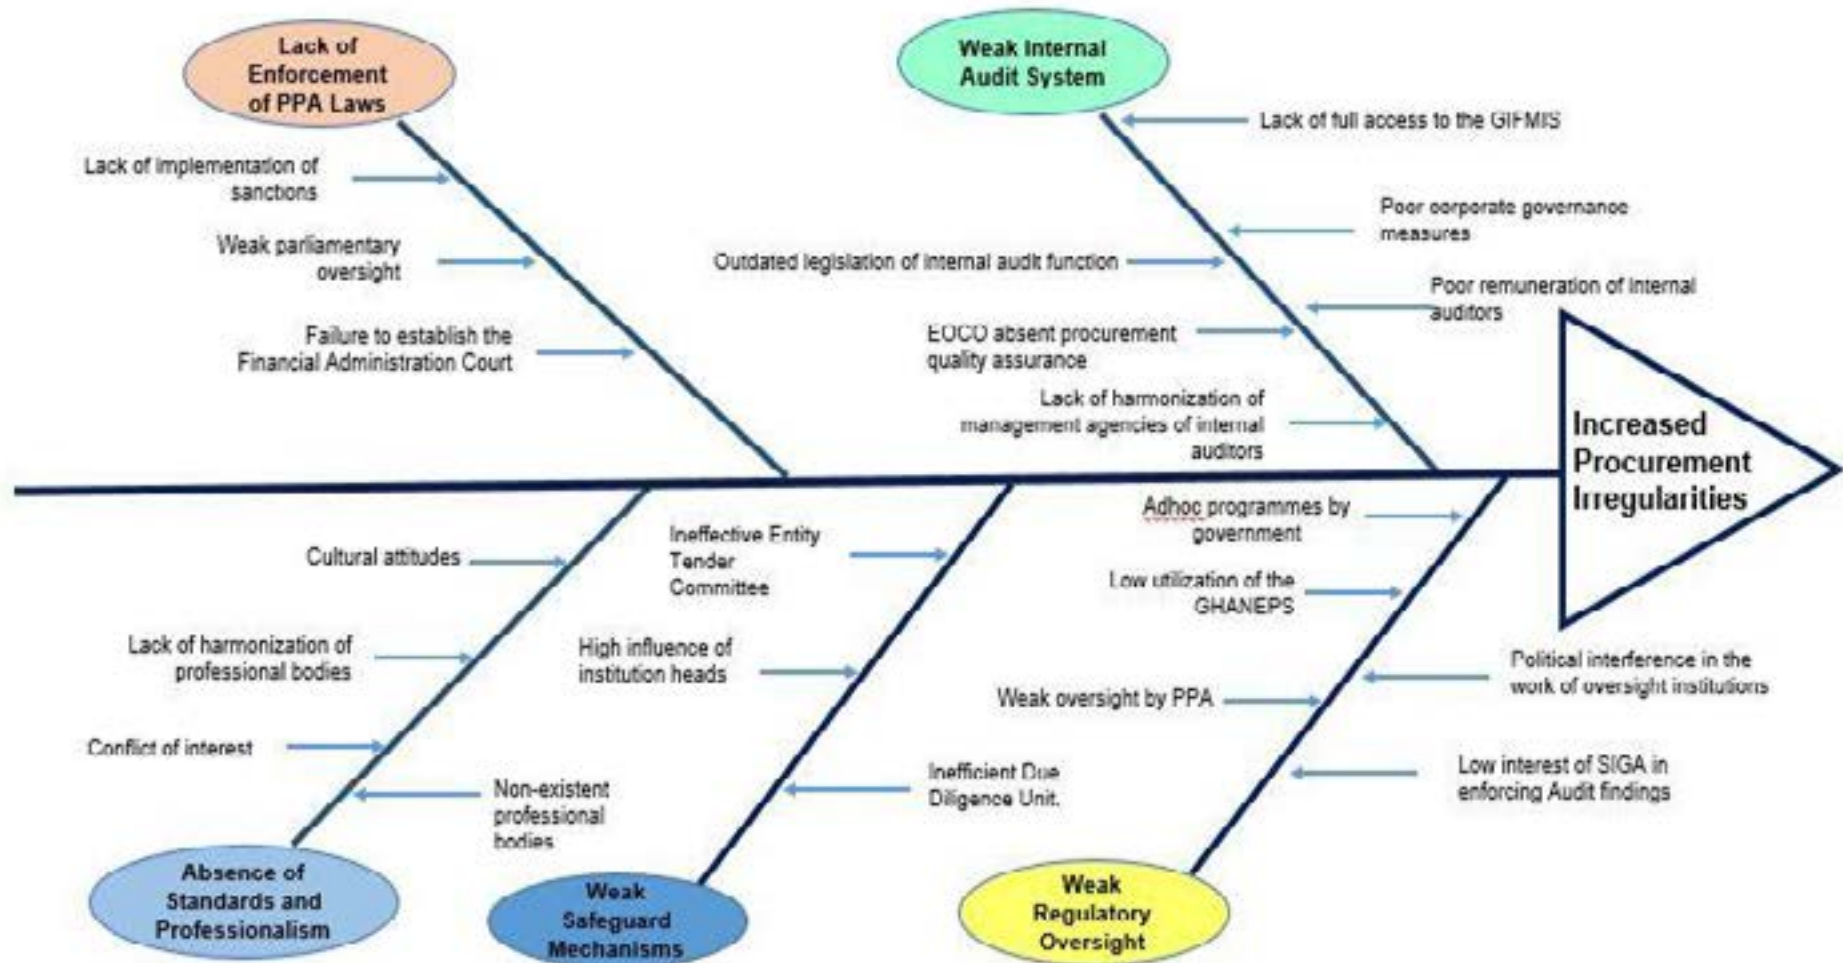 Lack of
Enforcement
of PPA Laws
Weak Internal
Audit System
Lack of full access to the GIFMIS
Lack of implementation of
sanctions
Poor corporate governance
measures
Weak parliamentary
oversight
Outdated legislation of internal audit function
Poor remuneration of internal
auditors
Failure to establish the
Financial Administration Court
EOCO absent procurement
quality assurance
Lack of harmonization of
management agencies of internal
auditors
Increased
Procurement
Irregularities
Cultural attitudes
Ineffective Entity
Tender
Committee
Adhoc programmes by
government
Low utilization of the
GHANEPS
Lack of harmonization of
professional bodies
High influence of
institution heads
Political interference in the
work of oversight institutions
Weak oversight by PPA
Conflict of interest
Non-existent
professional
bodies
Inefficient Due
Diligence Unit.
Low interest of SIGA in
enforcing Audit findings
Absence of
Standards and
Professionalism
Weak
Safeguard
Mechanisms
Weak
Regulatory
Oversight